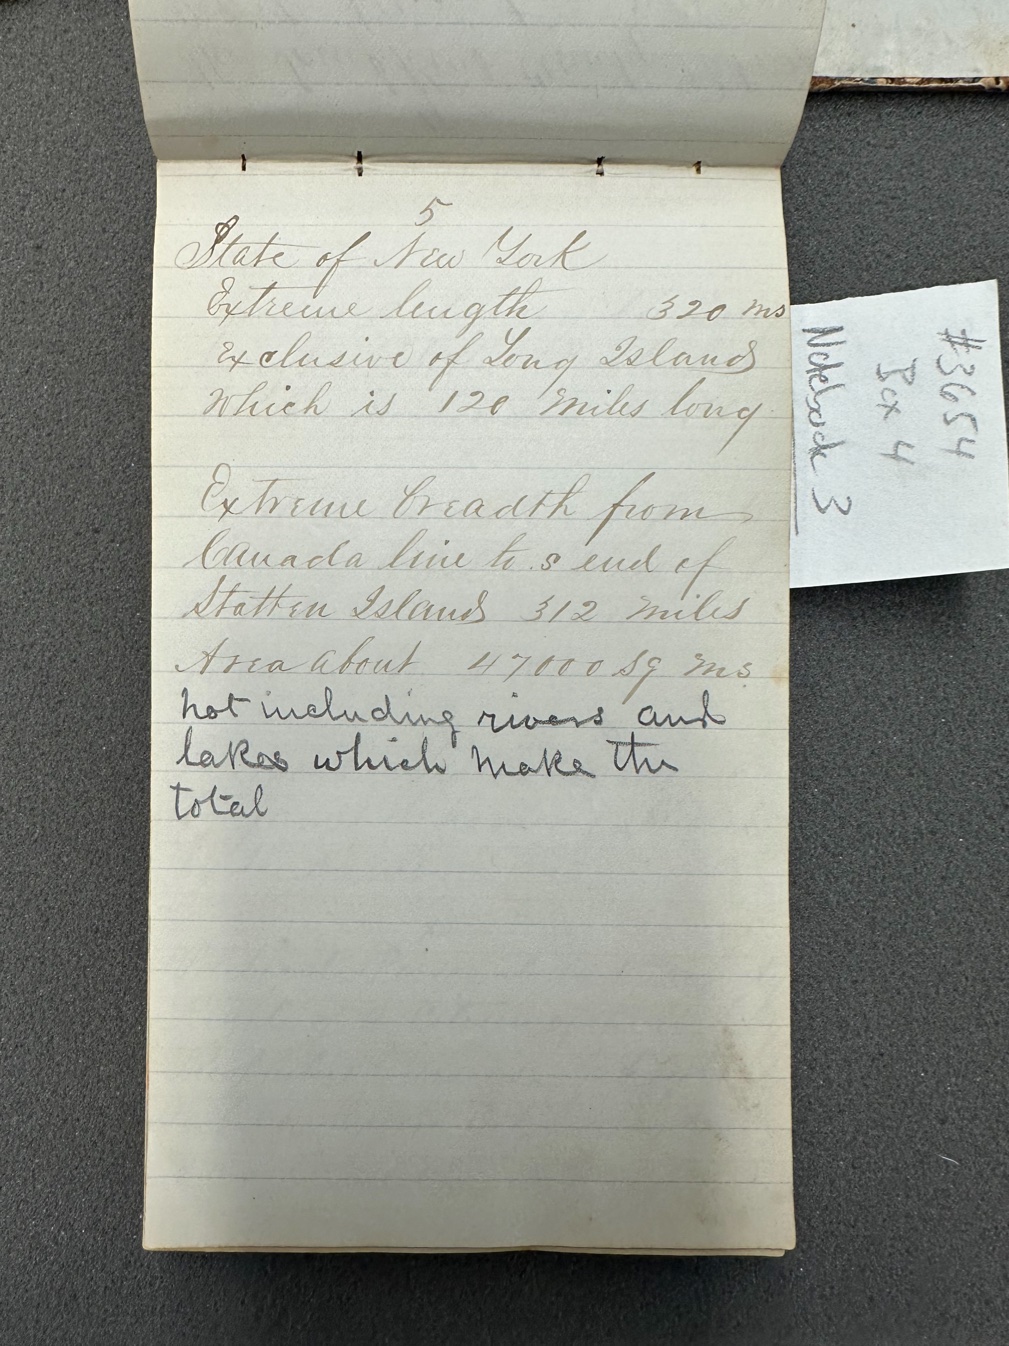 5
State of New York
Extreme length 320 ms
Exclusive of Long Island
Which is 120 Miles long
Extreme breadth from
Canada line to s end of
Statten Island 312 miles
Area about 47000 sq ms
not including rivers and
lakes which make the
total
#3654
Box 4
Notebook 3